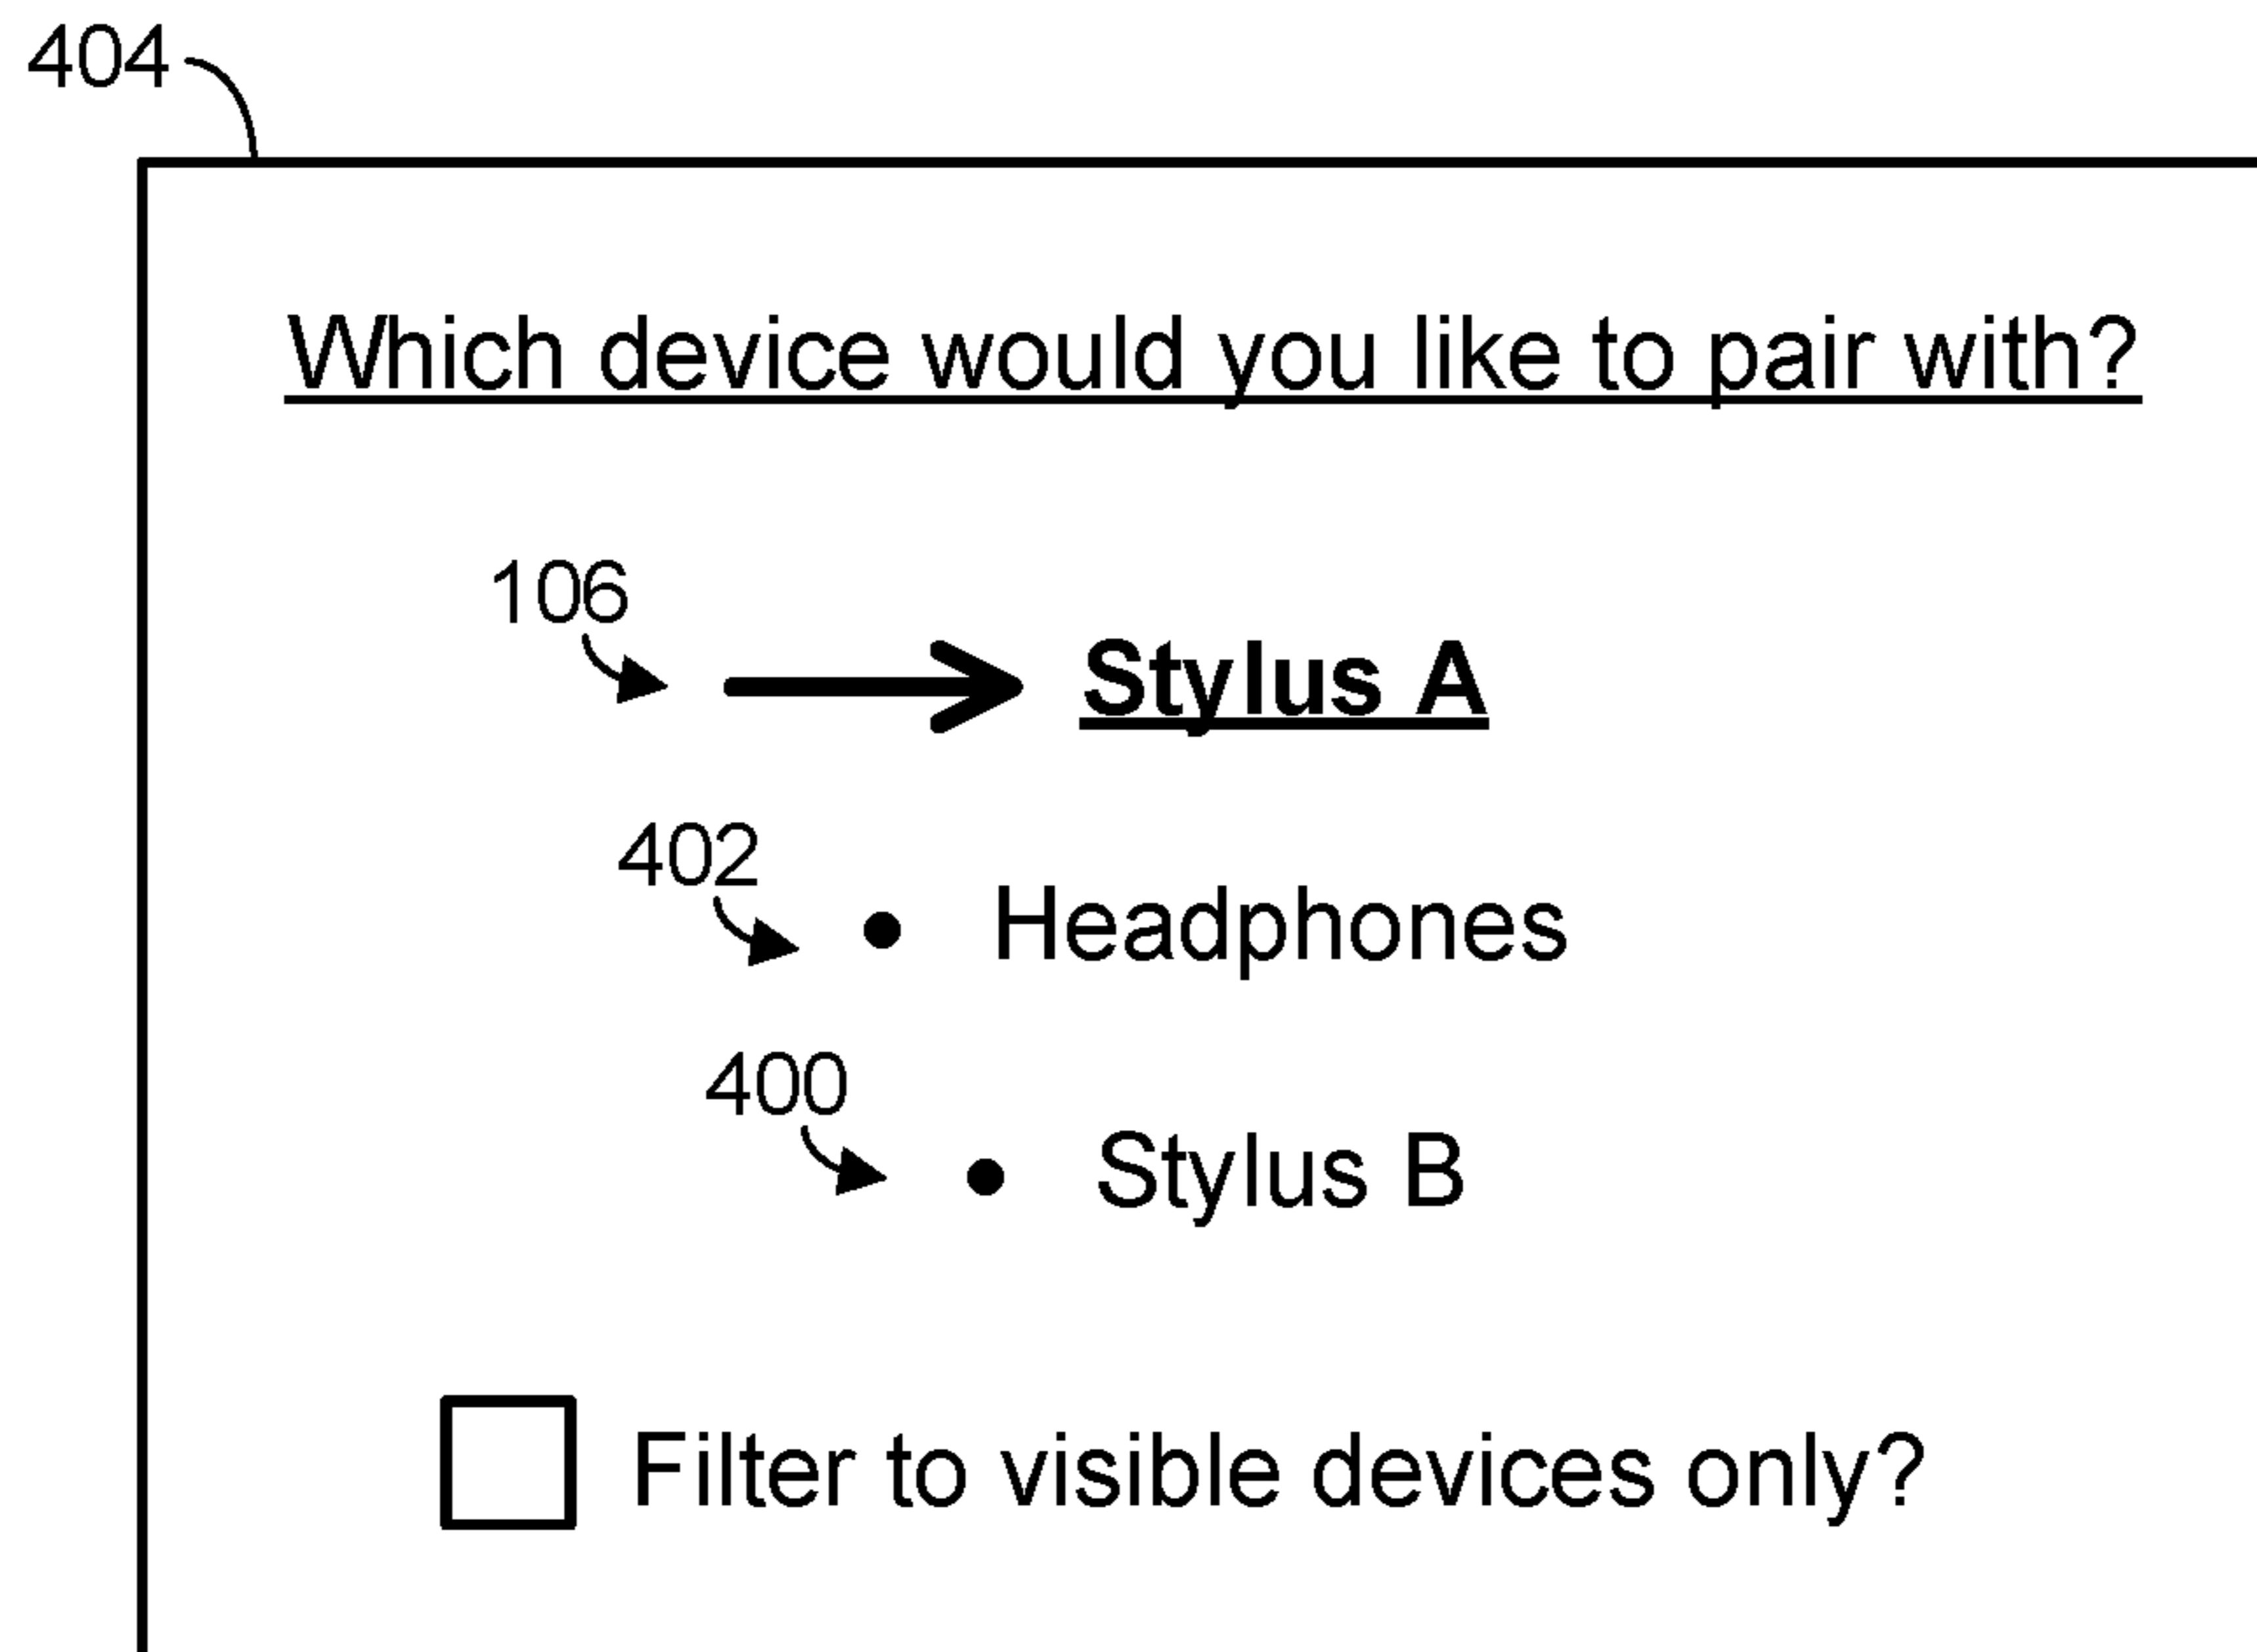 404
Which device would you like to pair with?
106
Stylus A
402
• Headphones
400
• Stylus B
Filter to visible devices only?